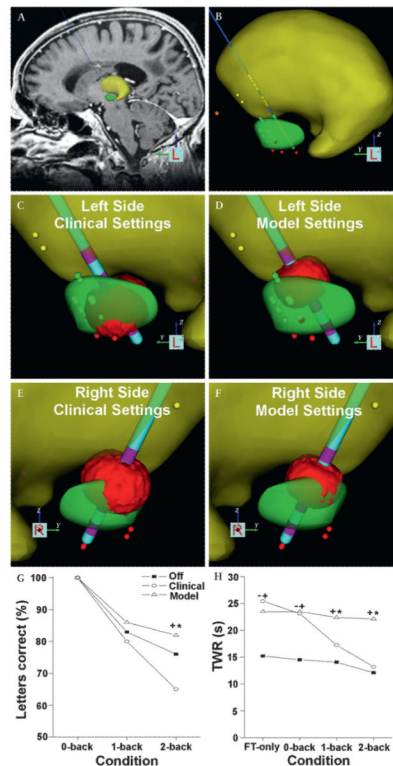 A
B
L
Z
Y
L
C
Left Side
Clinical Settings
D
Left Side
Model Settings
Z
Y
L
Z
Y
L
E
Right Side
Clinical Settings
F
Right Side
Model Settings
Z
R
Y
Z
R
Y
G
Letters correct (%)
100
90
80
70
60
50
Off
Clinical
Model
+*
0-back 1-back 2-back
Condition
H
TWR (s)
30
25
20
15
10
5
0
-+ -+ +* +*
FT-only 0-back 1-back 2-back
Condition